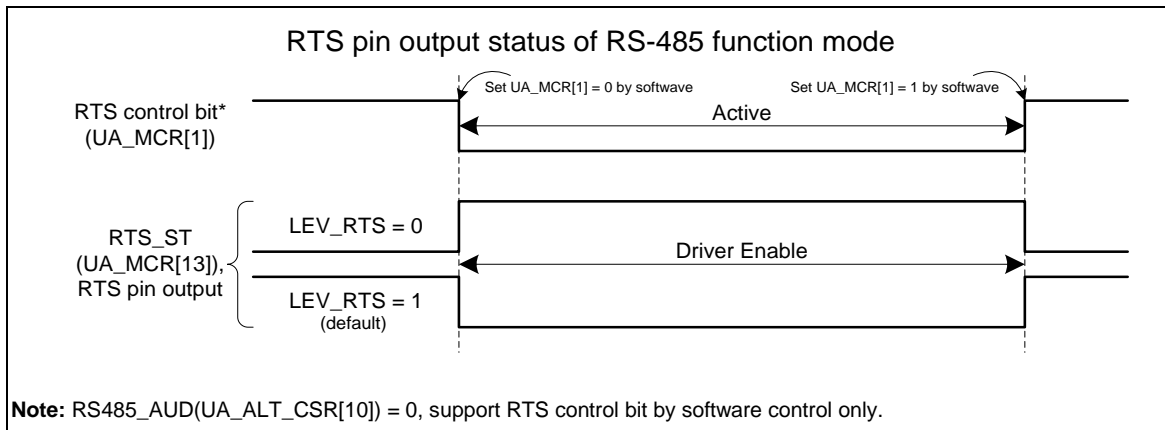 RTS pin output status of RS-485 function mode
Set UA_MCR[1] = 0 by softwave
Set UA_MCR[1] = 1 by softwave
RTS control bit*
(UA_MCR[1])
Active
RTS_ST
(UA_MCR[13]),
RTS pin output
LEV_RTS = 0
Driver Enable
LEV_RTS = 1
(default)
Note: RS485_AUD(UA_ALT_CSR[10]) = 0, support RTS control bit by software control only.